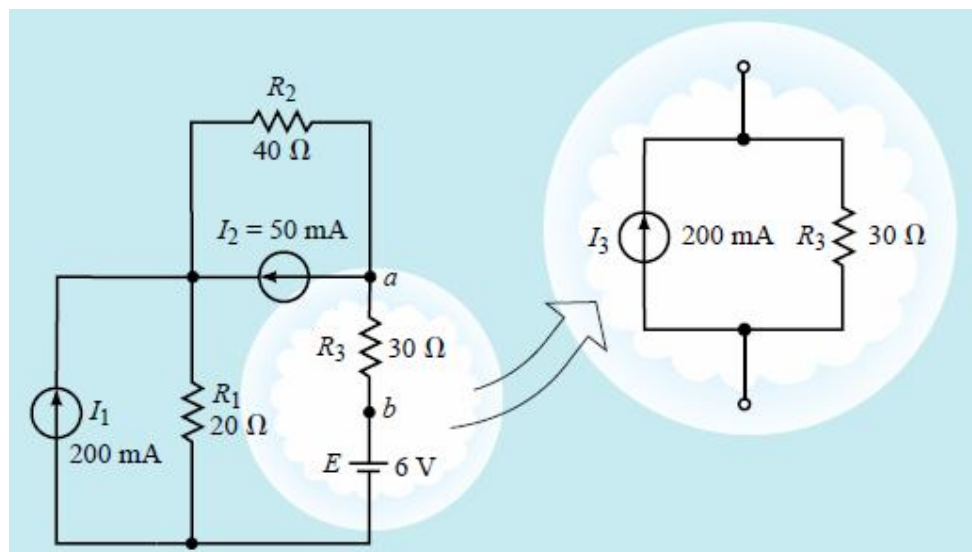 R2
40 Ω
I2 = 50 mA
a
R3 30 Ω
b
E 6 V
I1
200 mA
R1
20 Ω
I3 200 mA R3 30 Ω